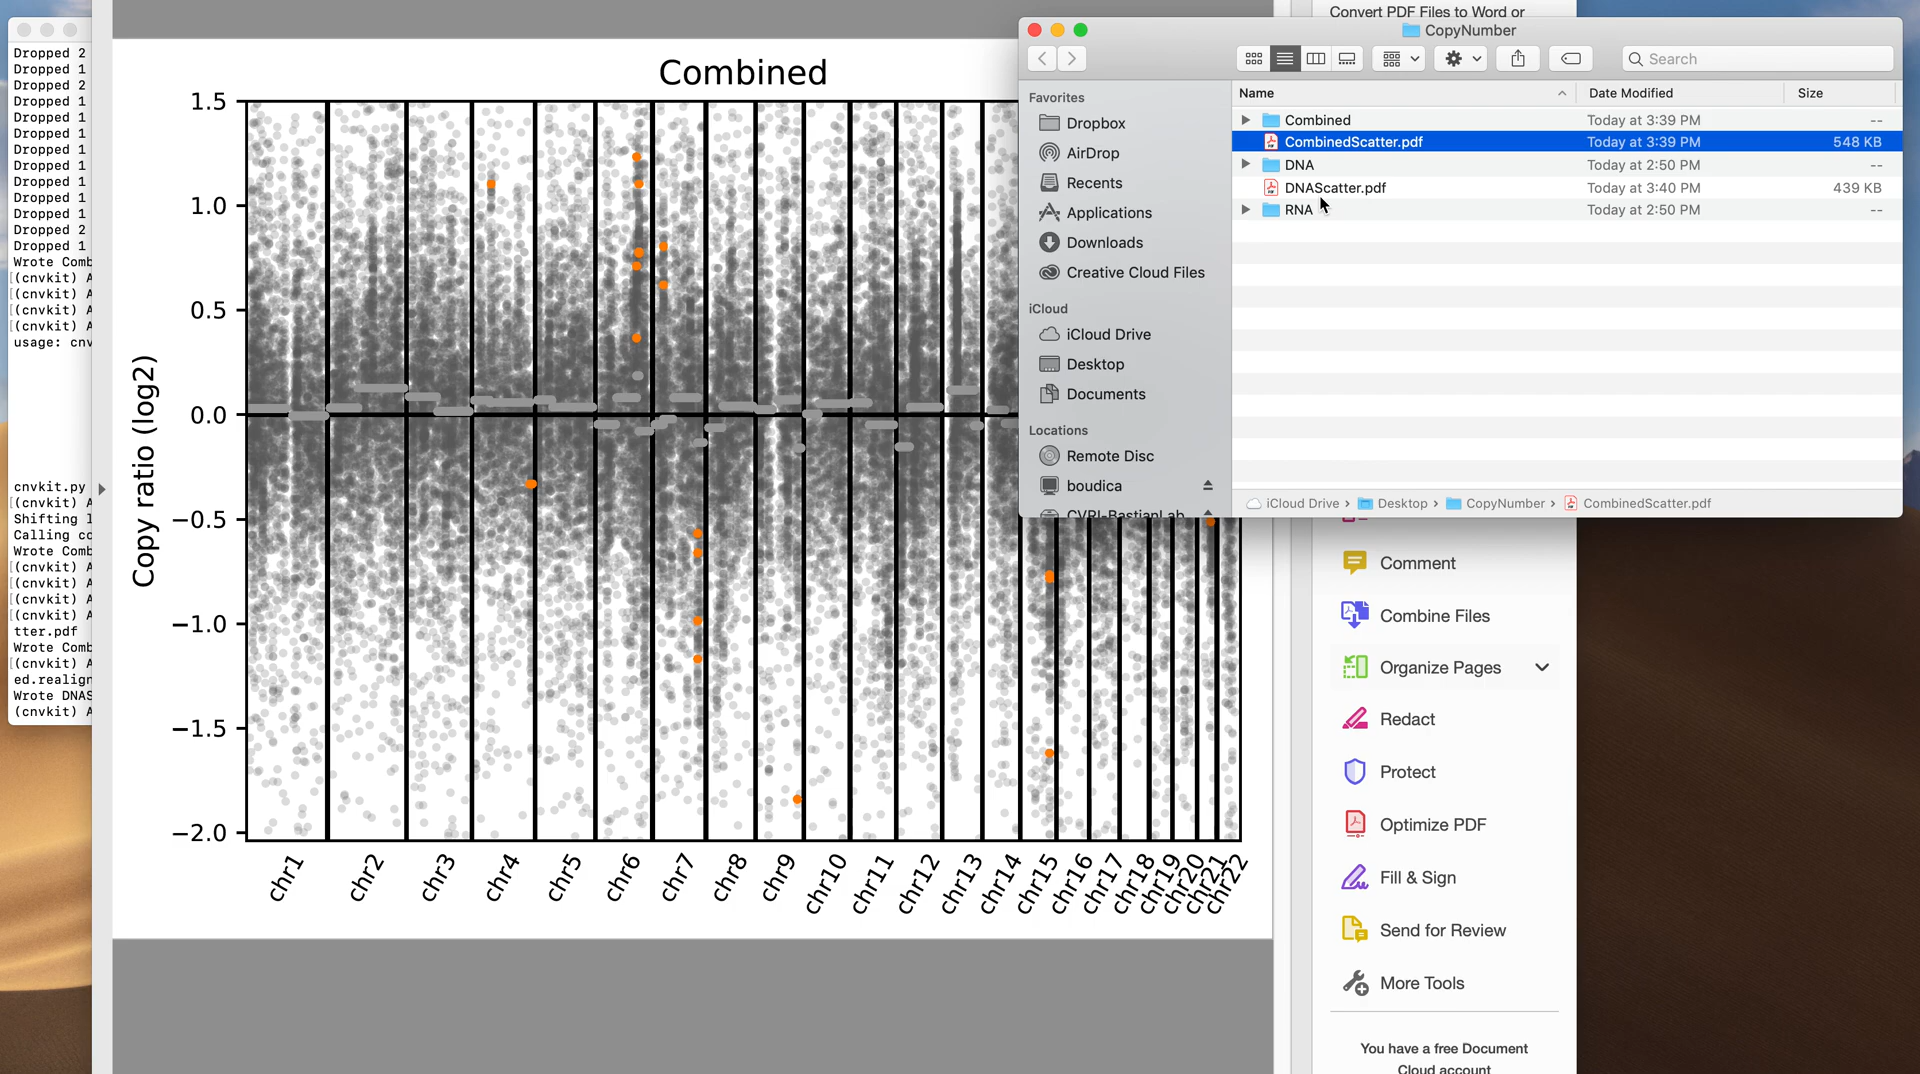 Dropped 2
Dropped 1
Dropped 2
Dropped 1
Dropped 1
Dropped 1
Dropped 1
Dropped 1
Dropped 1
Dropped 1
Dropped 1
Dropped 2
Dropped 1
Wrote Comb
[(cnvkit) A
[(cnvkit) A
[(cnvkit) A
[(cnvkit) A
usage: cnv
cnvkit.py
[(cnvkit) A
Shifting l
Calling co
Wrote Comb
[(cnvkit) A
[(cnvkit) A
[(cnvkit) A
[(cnvkit) A
tter.pdf
Wrote Comb
[(cnvkit) A
ed.realign
Wrote DNAS
(cnvkit) A
Combined
Copy ratio (log2)
1.5
1.0
0.5
0.0
−0.5
−1.0
−1.5
−2.0
chr1
chr2
chr3
chr4
chr5
chr6
chr7
chr8
chr9
chr10
chr11
chr12
chr13
chr14
chr15
chr16
chr17
chr18
chr19
chr20
chr21
chr22
Convert PDF Files to Word or
CopyNumber
Search
Favorites
Dropbox
AirDrop
Recents
Applications
Downloads
Creative Cloud Files
iCloud
iCloud Drive
Desktop
Documents
Locations
Remote Disc
boudica
CVRI-BastianLab
Name Date Modified Size
Combined Today at 3:39 PM --
CombinedScatter.pdf Today at 3:39 PM 548 KB
DNA Today at 2:50 PM --
DNAScatter.pdf Today at 3:40 PM 439 KB
RNA Today at 2:50 PM --
iCloud Drive › Desktop › CopyNumber › CombinedScatter.pdf
Comment
Combine Files
Organize Pages
Redact
Protect
Optimize PDF
Fill & Sign
Send for Review
More Tools
You have a free Document
Cloud account